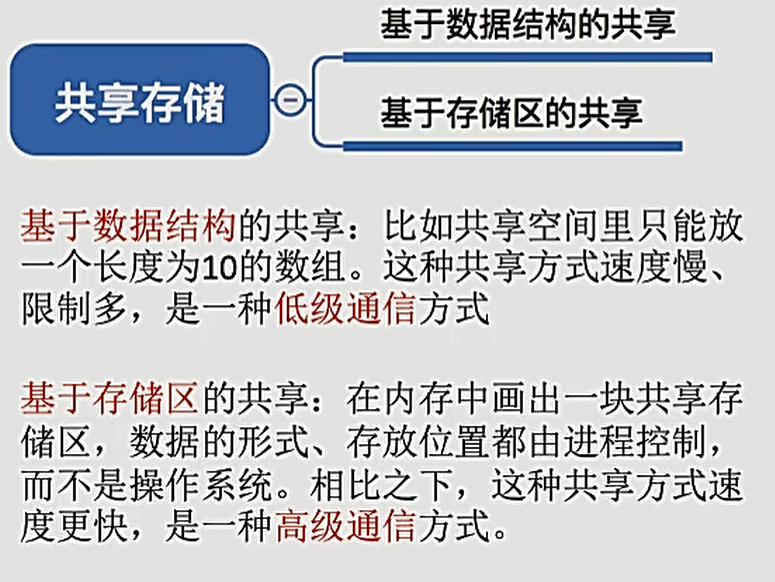 共享存储
基于数据结构的共享
基于存储区的共享
基于数据结构的共享：比如共享空间里只能放
一个长度为10的数组。这种共享方式速度慢、
限制多，是一种低级通信方式
基于存储区的共享：在内存中画出一块共享存
储区，数据的形式、存放位置都由进程控制，
而不是操作系统。相比之下，这种共享方式速
度更快，是一种高级通信方式。